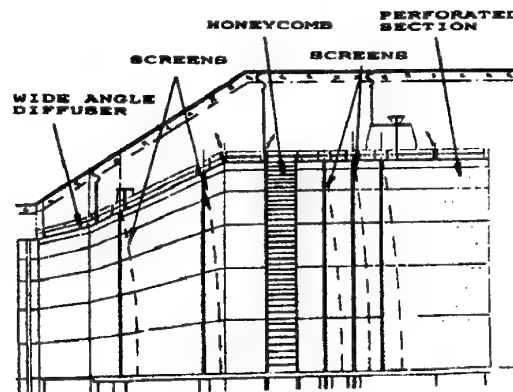 HONEYCOMB
PERFORATED
SECTION
SCREENS
SCREENS
WIDE ANGLE
DIFFUSER